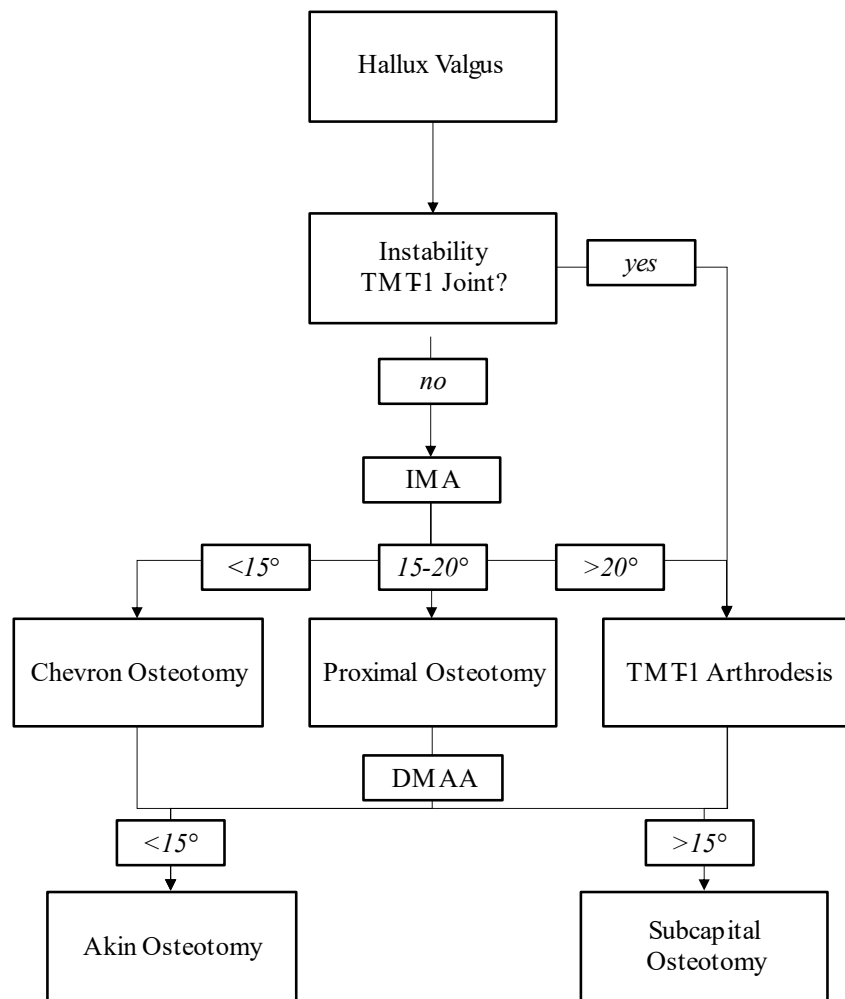 Hallux Valgus
Instability
TMT-1 Joint?
yes
no
IMA
<15°
15-20°
>20°
Chevron Osteotomy
Proximal Osteotomy
TMT-1 Arthrodesis
DMAA
<15°
>15°
Akin Osteotomy
Subcapital
Osteotomy